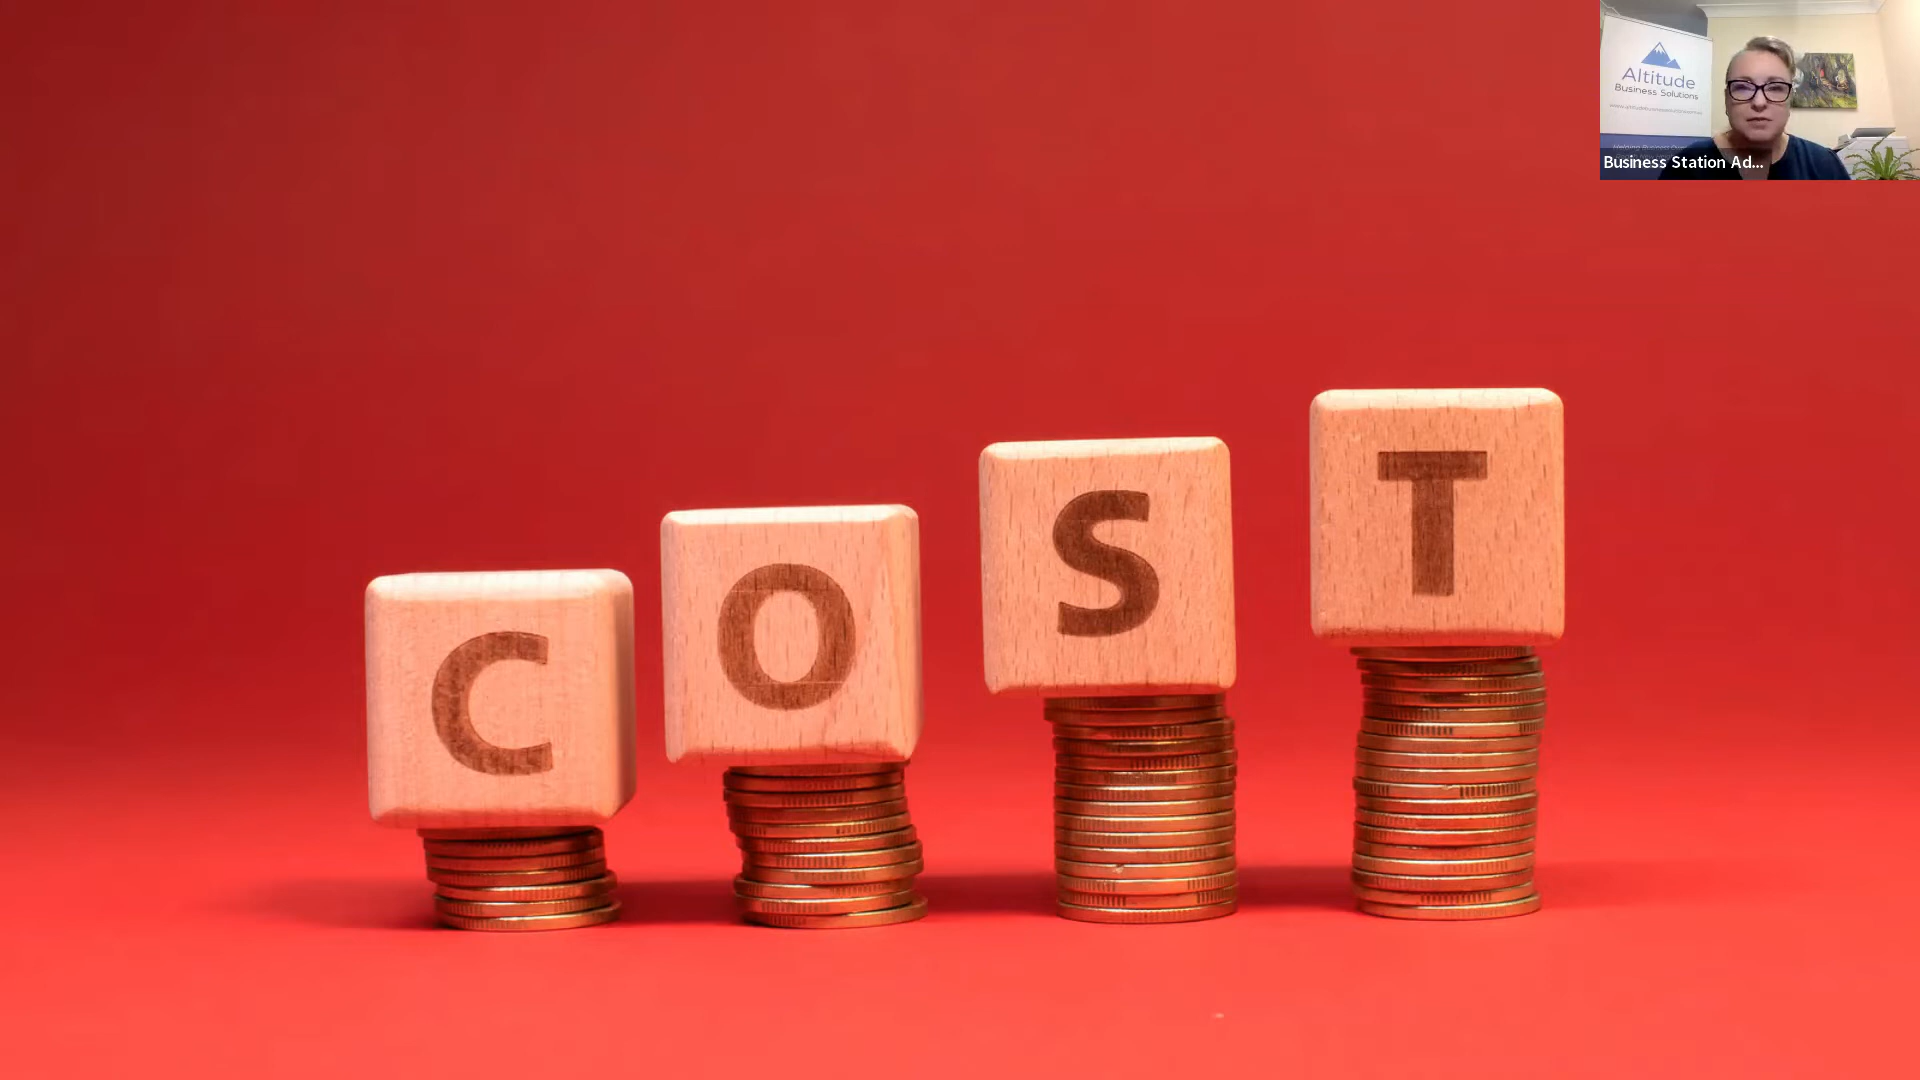 COST
Altitude
Business Solutions
Business Station Ad...